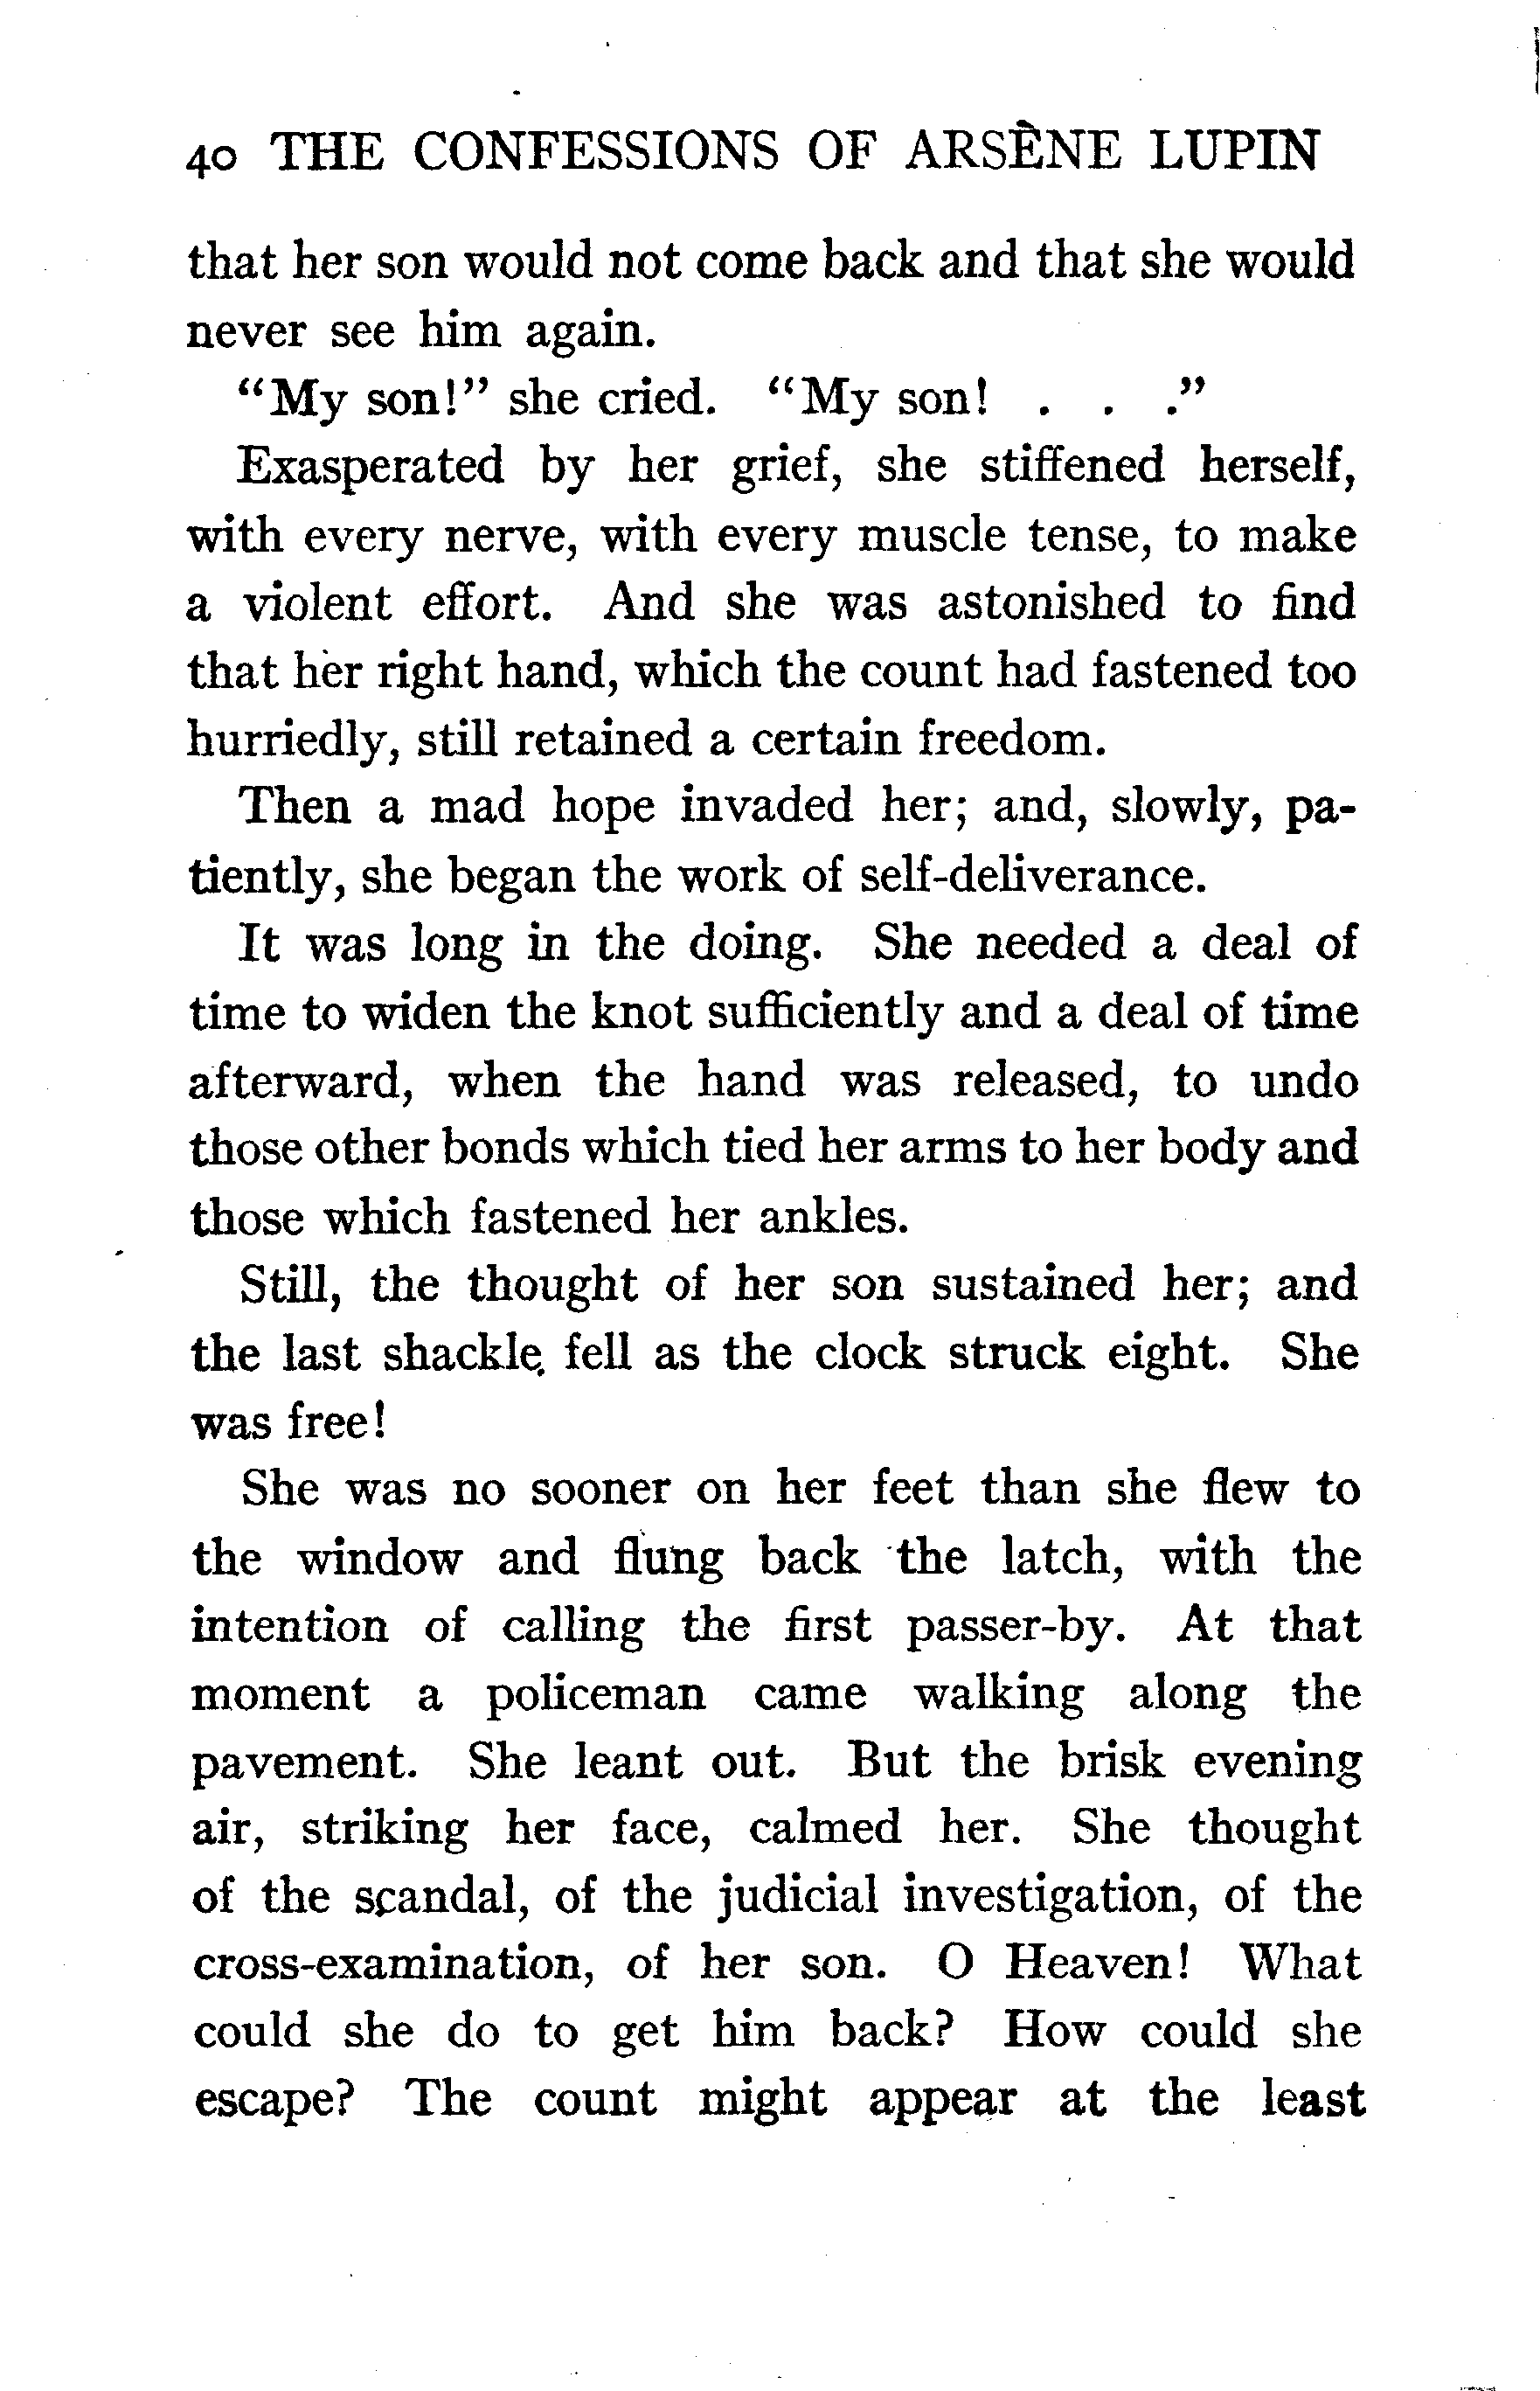 40 THE CONFESSIONS OF ARSÈNE LUPIN
that her son would not come back and that she would
never see him again.
“My son!” she cried. “My son! . . .”
Exasperated by her grief, she stiffened herself,
with every nerve, with every muscle tense, to make
a violent effort. And she was astonished to find
that her right hand, which the count had fastened too
hurriedly, still retained a certain freedom.
Then a mad hope invaded her; and, slowly, pa-
tiently, she began the work of self-deliverance.
It was long in the doing. She needed a deal of
time to widen the knot sufficiently and a deal of time
afterward, when the hand was released, to undo
those other bonds which tied her arms to her body and
those which fastened her ankles.
Still, the thought of her son sustained her; and
the last shackle fell as the clock struck eight. She
was free!
She was no sooner on her feet than she flew to
the window and flung back the latch, with the
intention of calling the first passer-by. At that
moment a policeman came walking along the
pavement. She leant out. But the brisk evening
air, striking her face, calmed her. She thought
of the scandal, of the judicial investigation, of the
cross-examination, of her son. O Heaven! What
could she do to get him back? How could she
escape? The count might appear at the least